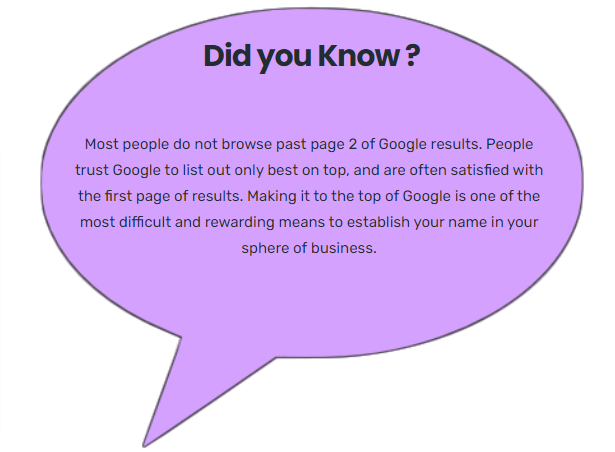 Did you Know ?
Most people do not browse past page 2 of Google results. People
trust Google to list out only best on top, and are often satisfied with
the first page of results. Making it to the top of Google is one of the
most difficult and rewarding means to establish your name in your
sphere of business.